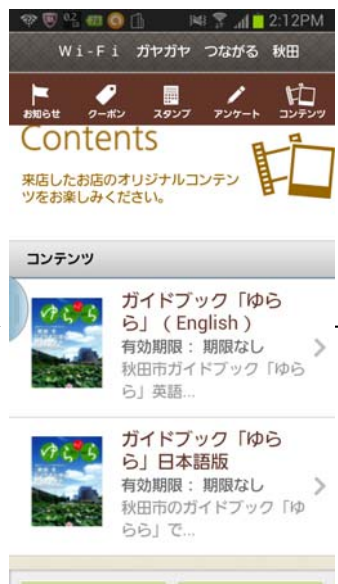 2:12PM
Wi-Fi ガヤガヤ つながる 秋田
お知らせ クーポン スタンプ アンケート コンテンツ
Contents
来店したお店のオリジナルコンテン
ツをお楽しみください。
コンテンツ
ゆらら
ガイドブック「ゆら
ら」(English)
有効期限: 期限なし
秋田市ガイドブック「ゆら
ら」英語...
ゆらら
ガイドブック「ゆら
ら」日本語版
有効期限: 期限なし
秋田市のガイドブック「ゆ
らら」で...